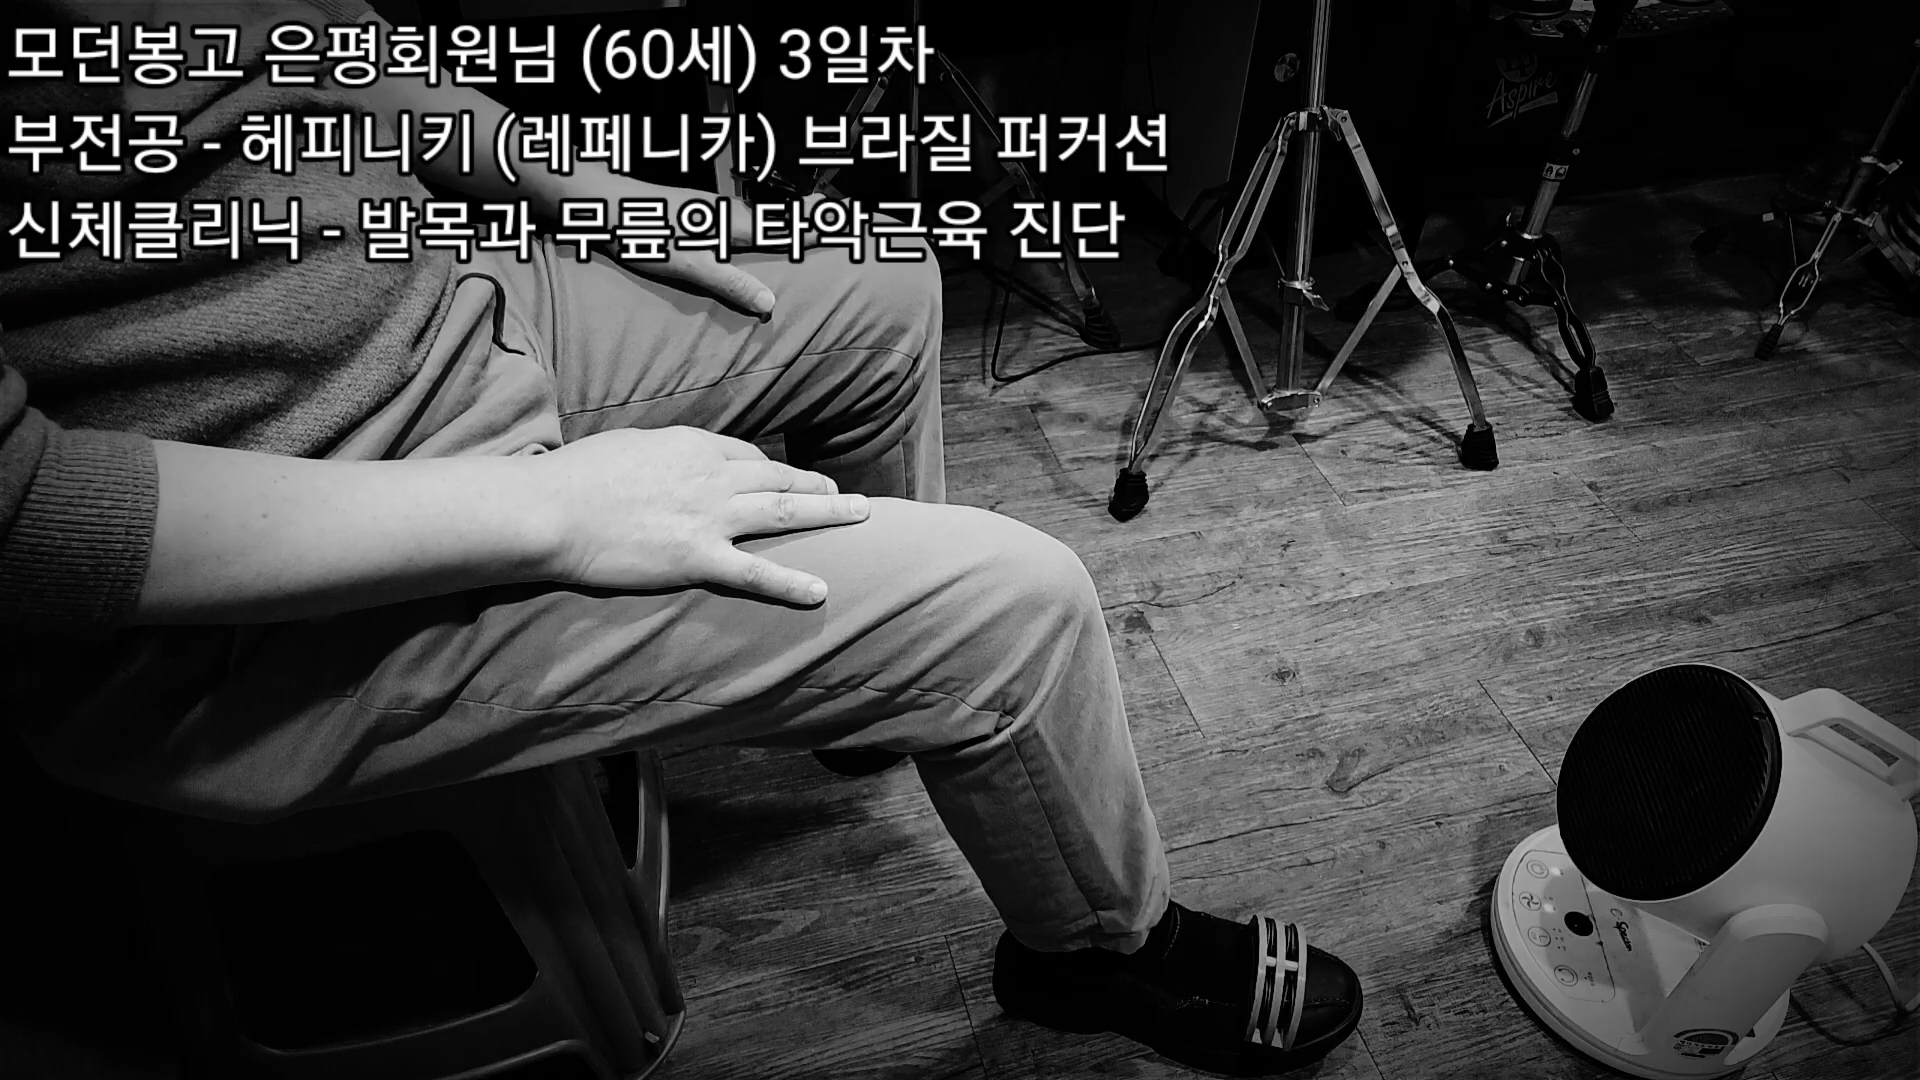 모던봉고 은평회원님 (60세) 3일차
부전공 - 헤피니키 (레페니카) 브라질 퍼커션
신체클리닉 - 발목과 무릎의 타악근육 진단
Aspire